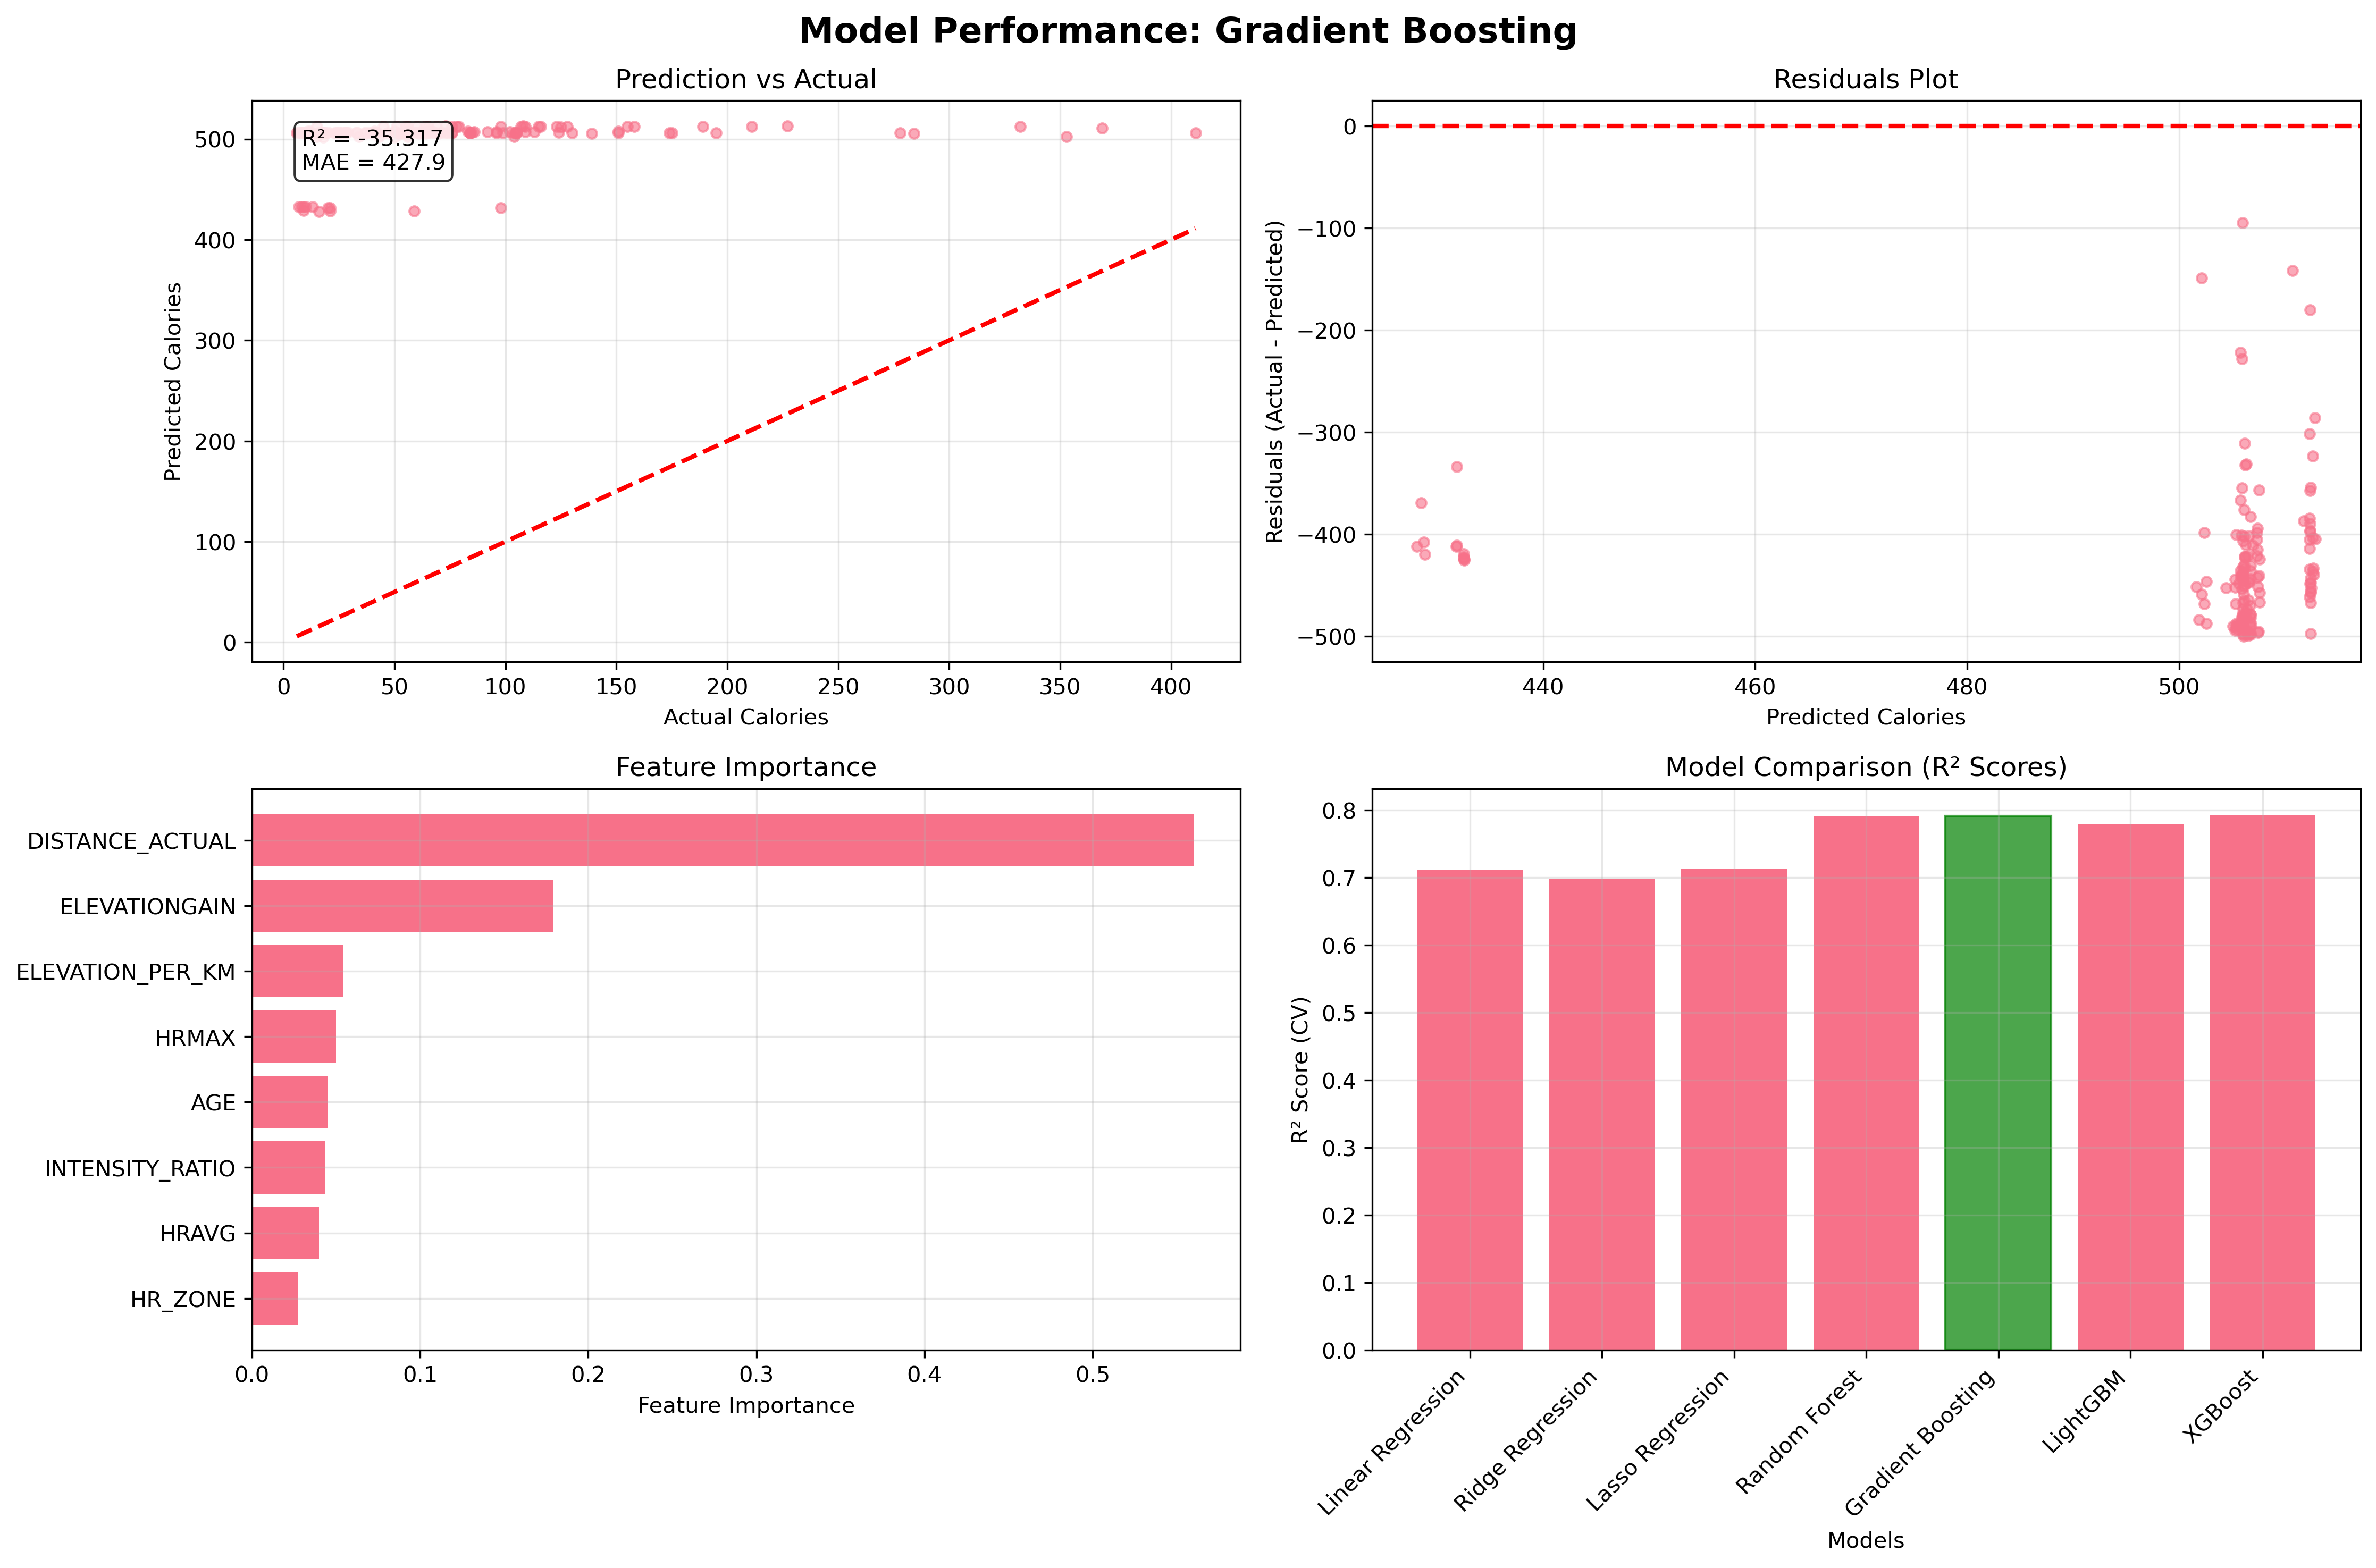 Model Performance: Gradient Boosting
Prediction vs Actual
R² = -35.317
MAE = 427.9
500
400
300
200
100
0
Predicted Calories
0 50 100 150 200 250 300 350 400
Actual Calories
Residuals Plot
0
−100
−200
−300
−400
−500
Residuals (Actual - Predicted)
440 460 480 500
Predicted Calories
Feature Importance
DISTANCE_ACTUAL
ELEVATIONGAIN
ELEVATION_PER_KM
HRMAX
AGE
INTENSITY_RATIO
HRAVG
HR_ZONE
0.0 0.1 0.2 0.3 0.4 0.5
Feature Importance
Model Comparison (R² Scores)
0.8
0.7
0.6
0.5
0.4
0.3
0.2
0.1
0.0
R² Score (CV)
Linear Regression
Ridge Regression
Lasso Regression
Random Forest
Gradient Boosting
LightGBM
XGBoost
Models